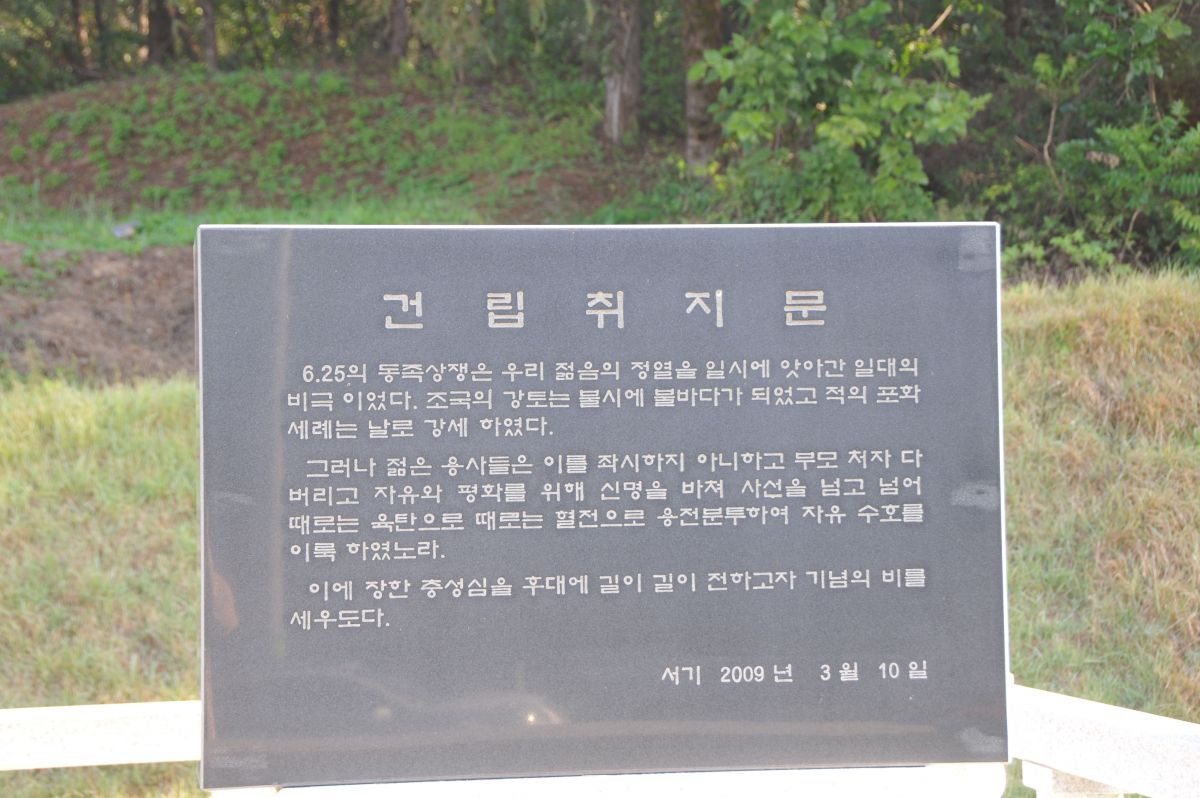 건 립 취 지 문
6.25의 동족상쟁은 우리 젊음의 정열을 일시에 앗아간 일대의
비극 이었다. 조국의 강토는 불시에 불바다가 되었고 적의 포화
세례는 날로 강세 하였다.
그러나 젊은 용사들은 이를 좌시하지 아니하고 부모 처자 다
버리고 자유와 평화를 위해 신명을 바쳐 사선을 넘고 넘어
때로는 육탄으로 때로는 혈전으로 용전분투하여 자유 수호를
이룩 하였노라.
이에 장한 충성심을 후대에 길이 길이 전하고자 기념의 비를
세우도다.
서기 2009 년 3 월 10 일